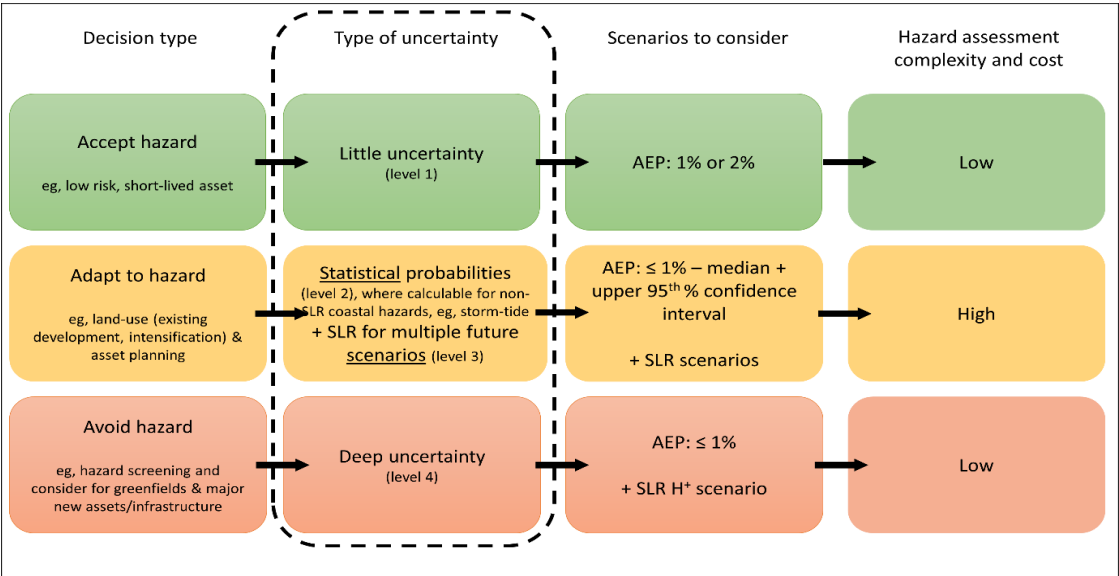 Decision type
Type of uncertainty
Scenarios to consider
Hazard assessment
complexity and cost
Accept hazard
eg, low risk, short-lived asset
Little uncertainty
(level 1)
AEP: 1% or 2%
Low
Adapt to hazard
eg, land-use (existing
development, intensification) &
asset planning
Statistical probabilities
(level 2), where calculable for non-
SLR coastal hazards, eg, storm-tide
+ SLR for multiple future
scenarios (level 3)
AEP: ≤ 1% – median +
upper 95th % confidence
interval
+ SLR scenarios
High
Avoid hazard
eg, hazard screening and
consider for greenfields & major
new assets/infrastructure
Deep uncertainty
(level 4)
AEP: ≤ 1%
+ SLR H+ scenario
Low